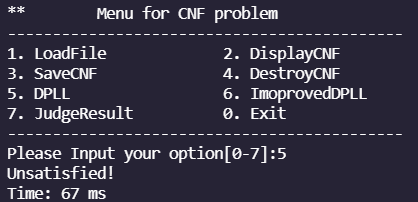 **       Menu for CNF problem
-------------------------------------------
1. LoadFile          2. DisplayCNF
3. SaveCNF           4. DestroyCNF
5. DPLL              6. ImoprovedDPLL
7. JudgeResult       0. Exit
-------------------------------------------
Please Input your option[0-7]:5
Unsatisfied!
Time: 67 ms